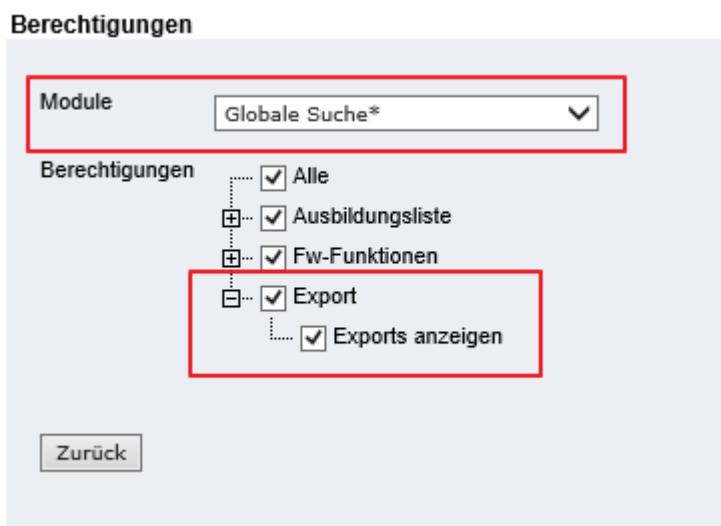 Berechtigungen
Module
Globale Suche*
Berechtigungen
Alle
Ausbildungsliste
Fw-Funktionen
Export
Exports anzeigen
Zurück